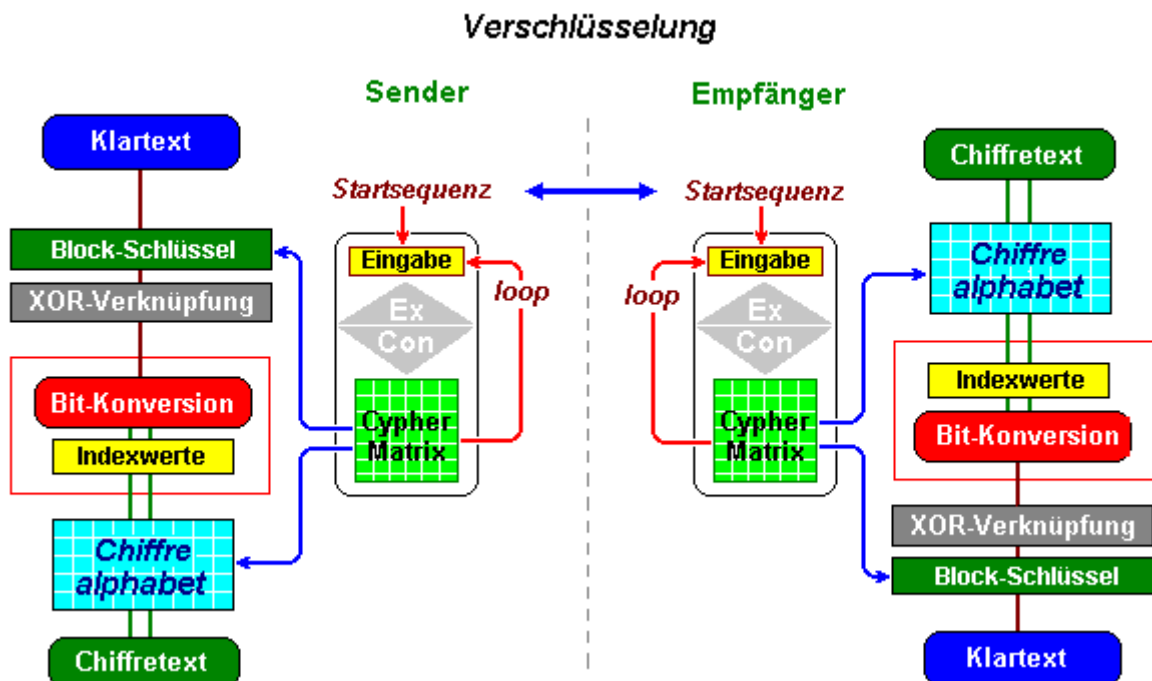 Verschlüsselung
Sender
Klartext
Startsequenz
Block-Schlüssel
Eingabe
XOR-Verknüpfung
loop
Ex
Con
Bit-Konversion
Cypher
Matrix
Indexwerte
Chiffre
alphabet
Chiffretext
Empfänger
Chiffretext
Startsequenz
Eingabe
Chiffre
alphabet
loop
Ex
Con
Indexwerte
Cypher
Matrix
Bit-Konversion
XOR-Verknüpfung
Block-Schlüssel
Klartext